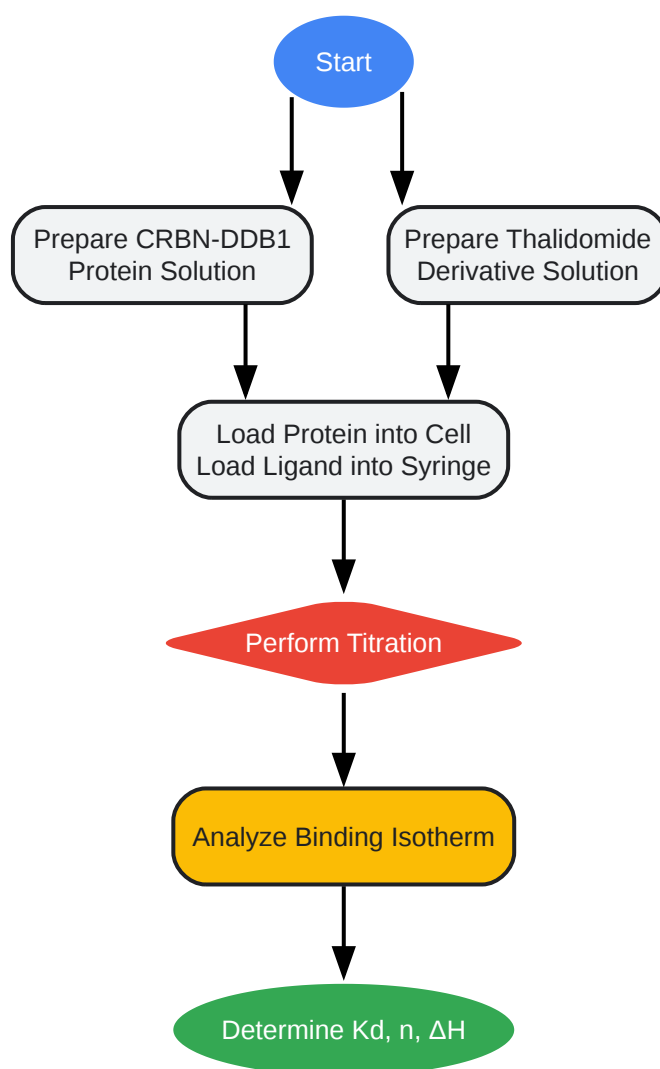 Start
Prepare CRBN-DDB1
Protein Solution
Prepare Thalidomide
Derivative Solution
Load Protein into Cell
Load Ligand into Syringe
Perform Titration
Analyze Binding Isotherm
Determine Kd, n, ΔH